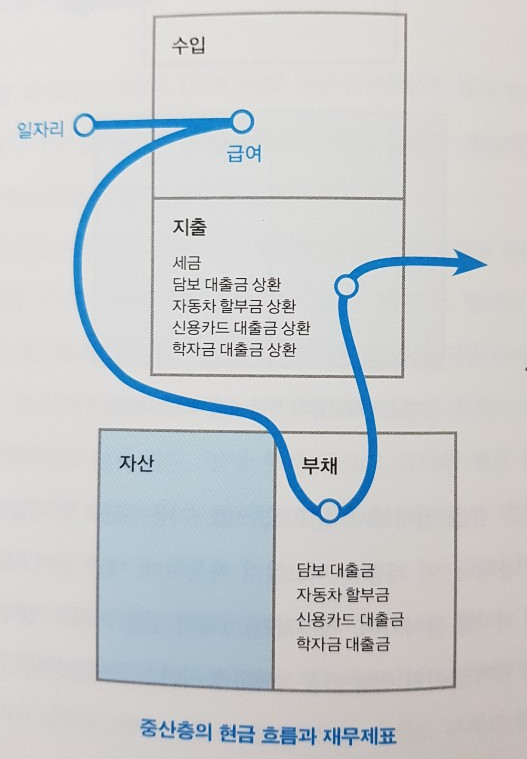 수입
일자리
급여
지출
세금
담보 대출금 상환
자동차 할부금 상환
신용카드 대출금 상환
학자금 대출금 상환
자산
부채
담보 대출금
자동차 할부금
신용카드 대출금
학자금 대출금
중산층의 현금 흐름과 재무제표